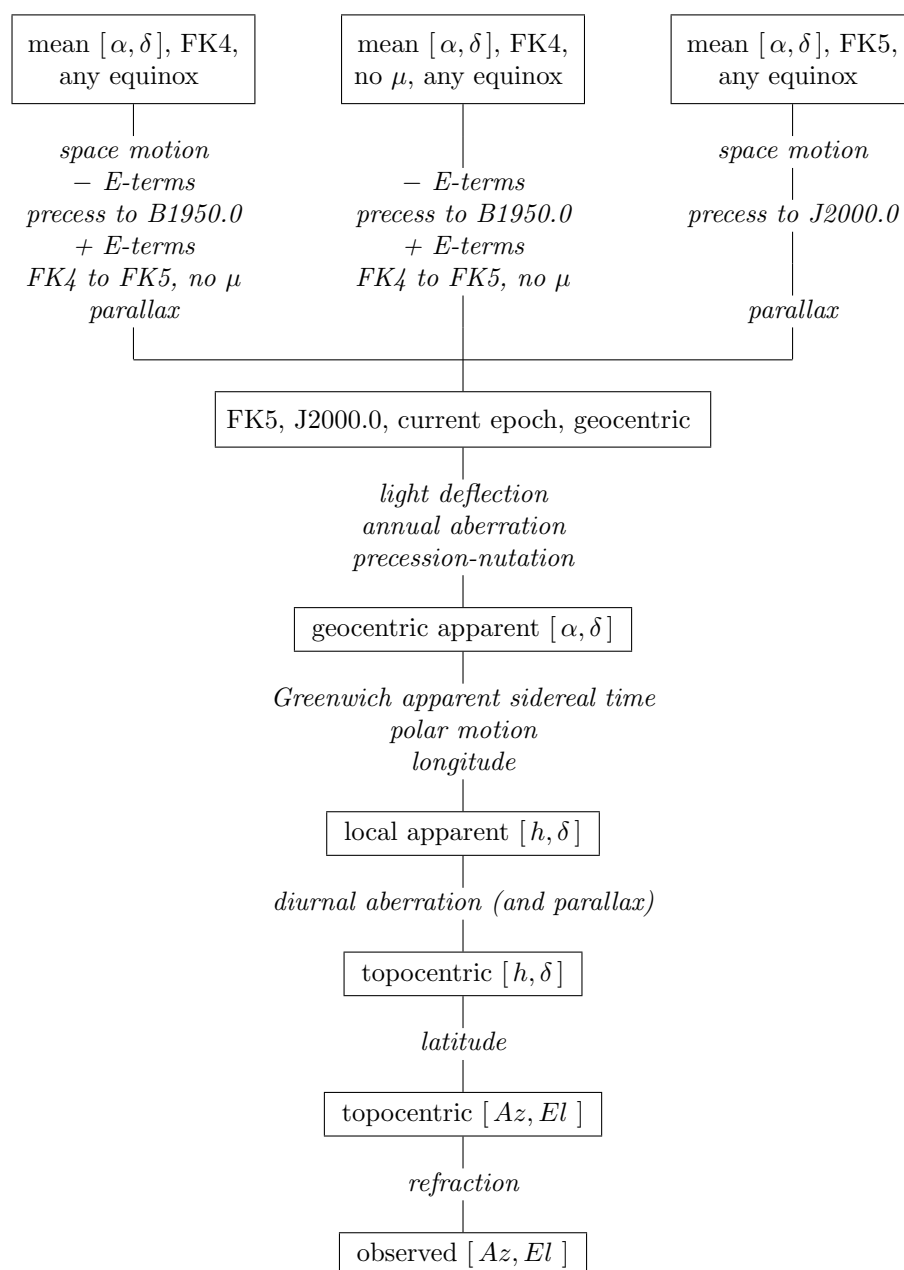 mean [ α, δ ], FK4,
any equinox
mean [ α, δ ], FK4,
no μ, any equinox
mean [ α, δ ], FK5,
any equinox
space motion
− E-terms
precess to B1950.0
+ E-terms
FK4 to FK5, no μ
parallax
− E-terms
precess to B1950.0
+ E-terms
FK4 to FK5, no μ
space motion
precess to J2000.0
parallax
FK5, J2000.0, current epoch, geocentric
light deflection
annual aberration
precession-nutation
geocentric apparent [ α, δ ]
Greenwich apparent sidereal time
polar motion
longitude
local apparent [ h, δ ]
diurnal aberration (and parallax)
topocentric [ h, δ ]
latitude
topocentric [ Az, El ]
refraction
observed [ Az, El ]